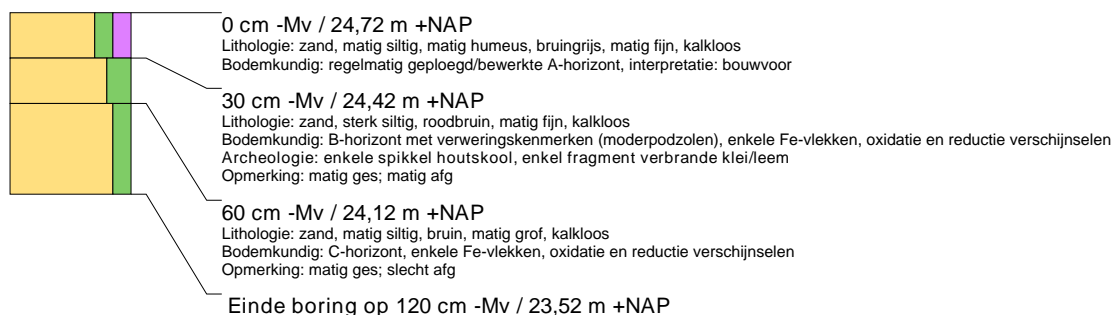 0 cm -Mv / 24,72 m +NAP
Lithologie: zand, matig siltig, matig humeus, bruingrijs, matig fijn, kalkloos
Bodemkundig: regelmatig geploegd/bewerkte A-horizont, interpretatie: bouwvoor
30 cm -Mv / 24,42 m +NAP
Lithologie: zand, sterk siltig, roodbruin, matig fijn, kalkloos
Bodemkundig: B-horizont met verweringskenmerken (moderpodzolen), enkele Fe-vlekken, oxidatie en reductie verschijnselen
Archeologie: enkele spikkel houtskool, enkel fragment verbrande klei/leem
Opmerking: matig ges; matig afg
60 cm -Mv / 24,12 m +NAP
Lithologie: zand, matig siltig, bruin, matig grof, kalkloos
Bodemkundig: C-horizont, enkele Fe-vlekken, oxidatie en reductie verschijnselen
Opmerking: matig ges; slecht afg
Einde boring op 120 cm -Mv / 23,52 m +NAP